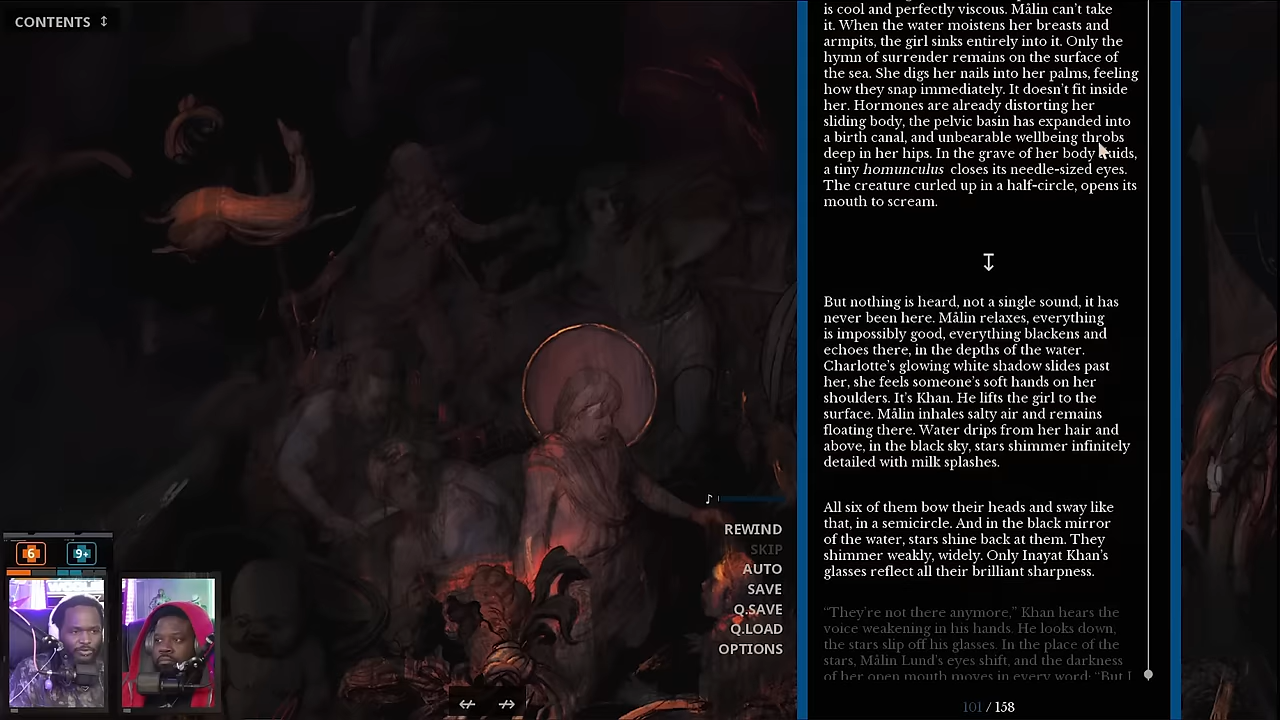 CONTENTS
is cool and perfectly viscous. Målin can’t take
it. When the water moistens her breasts and
armpits, the girl sinks entirely into it. Only the
hymn of surrender remains on the surface of
the sea. She digs her nails into her palms, feeling
how they snap immediately. It doesn’t fit inside
her. Hormones are already distorting her
sliding body, the pelvic basin has expanded into
a birth canal, and unbearable wellbeing throbs
deep in her hips. In the grave of her body
a tiny homunculus closes its needle-sized eyes.
The creature curled up in a half-circle, opens its
mouth to scream.
But nothing is heard, not a single sound, it has
never been here. Målin relaxes, everything
is impossibly good, everything blackens and
echoes there, in the depths of the water.
Charlotte’s glowing white shadow slides past
her, she feels someone’s soft hands on her
shoulders. It’s Khan. He lifts the girl to the
surface. Målin inhales salty air and remains
floating there. Water drips from her hair and
above, in the black sky, stars shimmer infinitely
detailed with milk splashes.
All six of them bow their heads and sway like
that, in a semicircle. And in the black mirror
of the water, stars shine back at them. They
shimmer weakly, widely. Only Inayat Khan’s
glasses reflect all their brilliant sharpness.
“They’re not there anymore,” Khan hears the
voice weakening in his hands. He looks down,
the stars slip off his glasses. In the place of the
stars, Målin Lund’s eyes shift, and the darkness
of her open mouth moves in every word: “But I
101 / 158
REWIND
SKIP
AUTO
SAVE
Q.SAVE
Q.LOAD
OPTIONS
6
9+